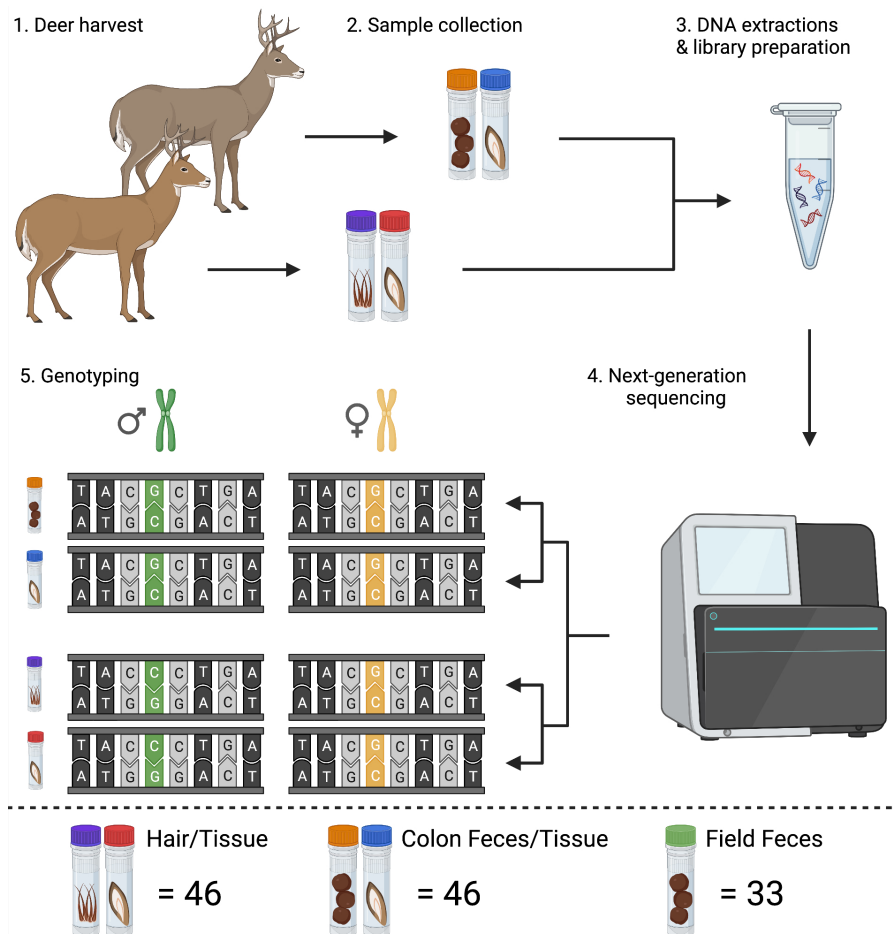 1. Deer harvest
2. Sample collection
3. DNA extractions
& library preparation
5. Genotyping
4. Next-generation
sequencing
♂
♀
T A C G C T G A
A T G C G A C T
T A C G C T G A
A T G C G A C T
T A C G C T G A
A T G C G A C T
T A C G C T G A
A T G C G A C T
T A C C C T G A
A T G G G A C T
T A C G C T G A
A T G C G A C T
T A C C C T G A
A T G G G A C T
T A C G C T G A
A T G C G A C T
Hair/Tissue
= 46
Colon Feces/Tissue
= 46
Field Feces
= 33